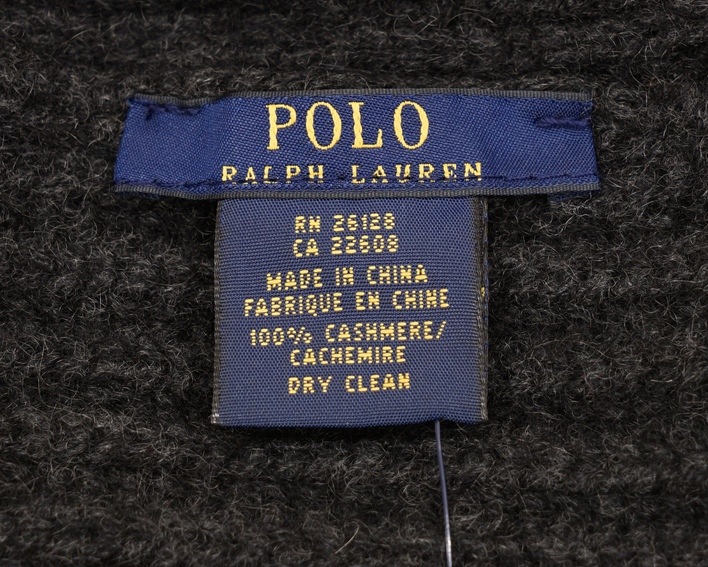 POLO
RALPH LAUREN
RN 26128
CA 22608
MADE IN CHINA
FABRIQUE EN CHINE
100% CASHMERE/
CACHEMIRE
DRY CLEAN